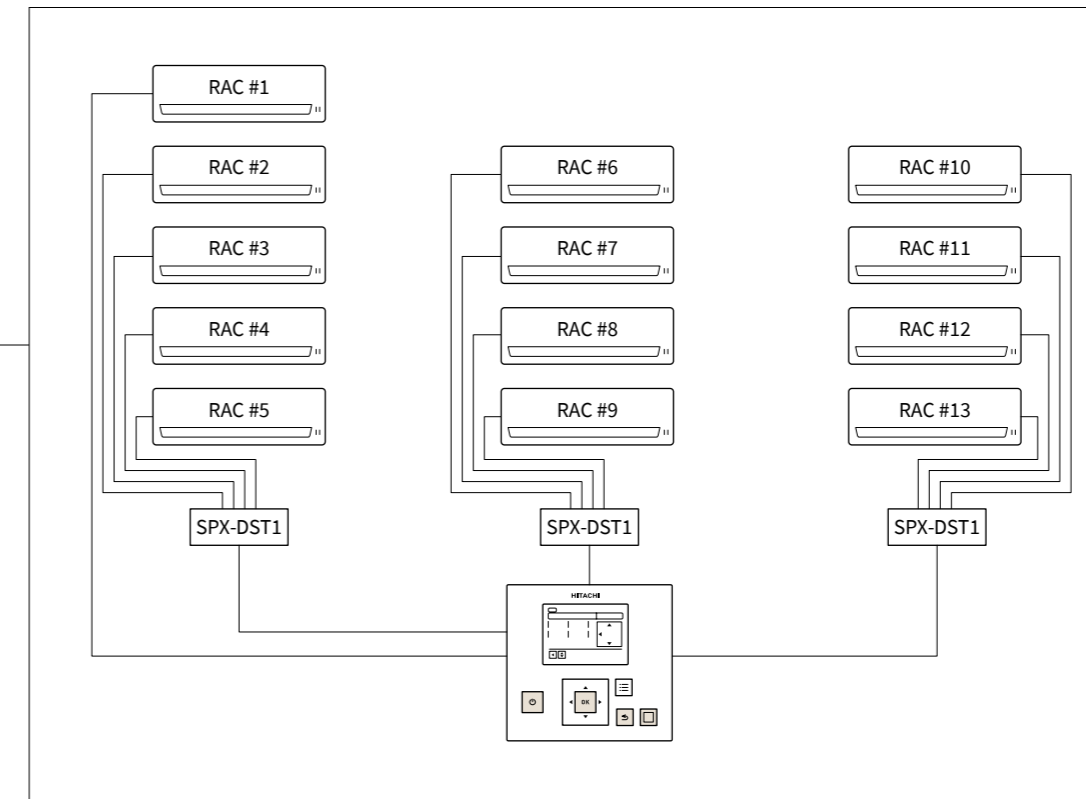 RAC #1
RAC #2
RAC #3
RAC #4
RAC #5
SPX-DST1
RAC #6
RAC #7
RAC #8
RAC #9
SPX-DST1
RAC #10
RAC #11
RAC #12
RAC #13
SPX-DST1
HITACHI
OK